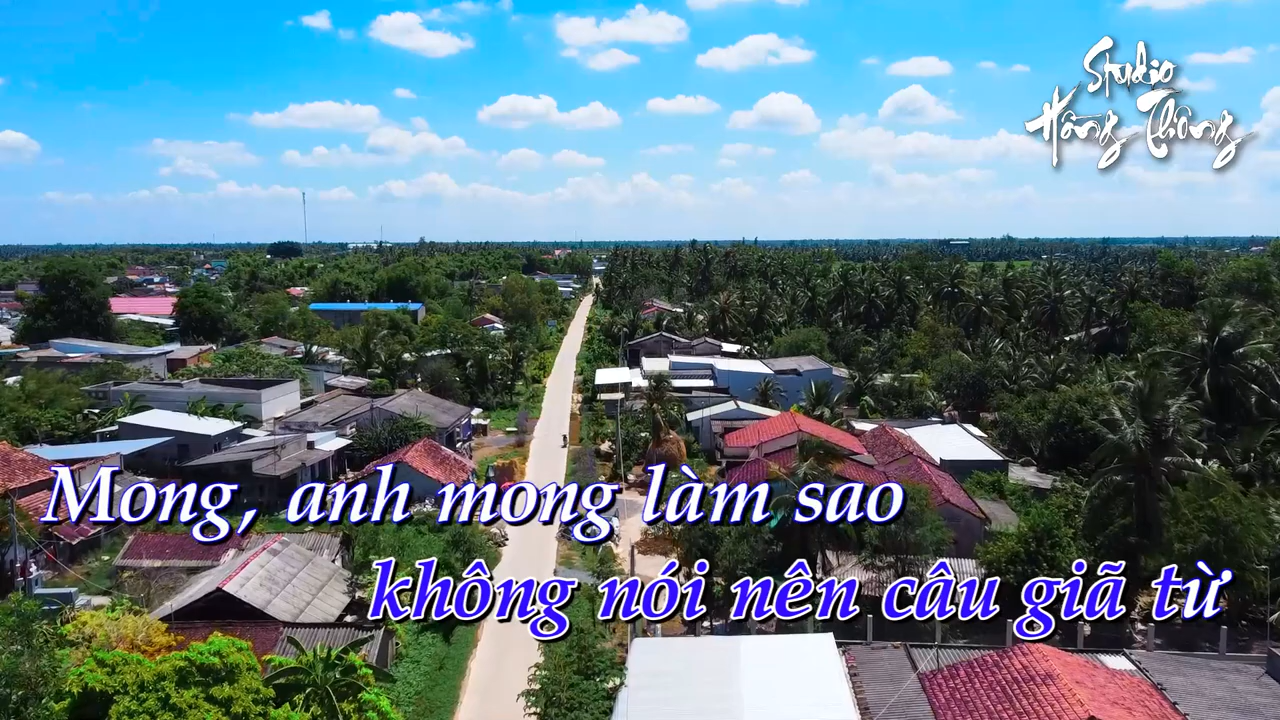 Studio
Hồng Thông
Mong, anh mong làm sao
không nói nên câu giã từ